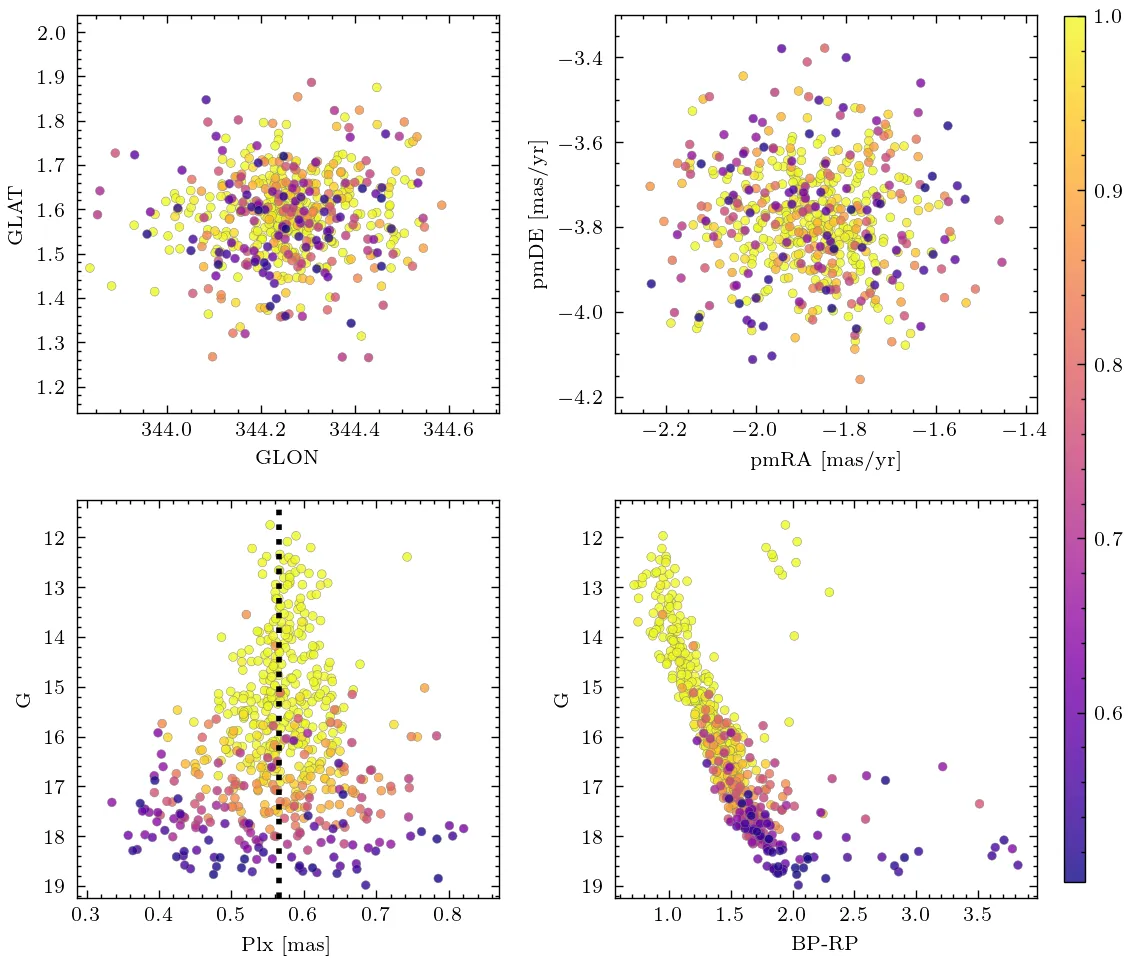 2.0
1.9
1.8
1.7
1.6
1.5
1.4
1.3
1.2
GLAT
344.0 344.2 344.4 344.6
GLON
−3.4
−3.6
−3.8
−4.0
−4.2
pmDE [mas/yr]
−2.2 −2.0 −1.8 −1.6 −1.4
pmRA [mas/yr]
1.0
0.9
0.8
0.7
0.6
12
13
14
15
16
17
18
19
G
0.3 0.4 0.5 0.6 0.7 0.8
Plx [mas]
12
13
14
15
16
17
18
19
G
1.0 1.5 2.0 2.5 3.0 3.5
BP-RP